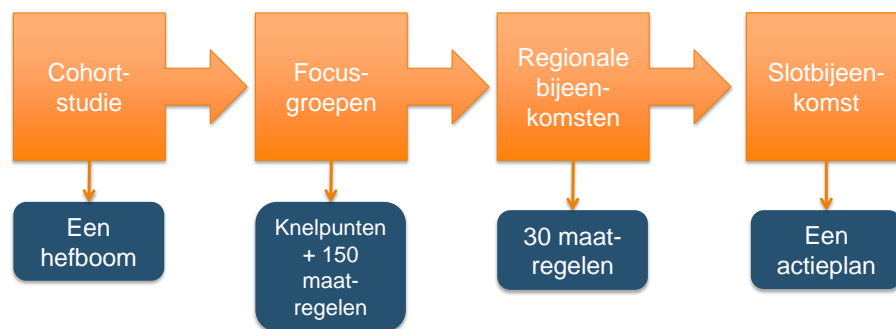 Cohort-
studie
Focus-
groepen
Regionale
bijeen-
komsten
Slotbijeen-
komst
Een
hefboom
Knelpunten
+ 150
maat-
regelen
30 maat-
regelen
Een
actieplan